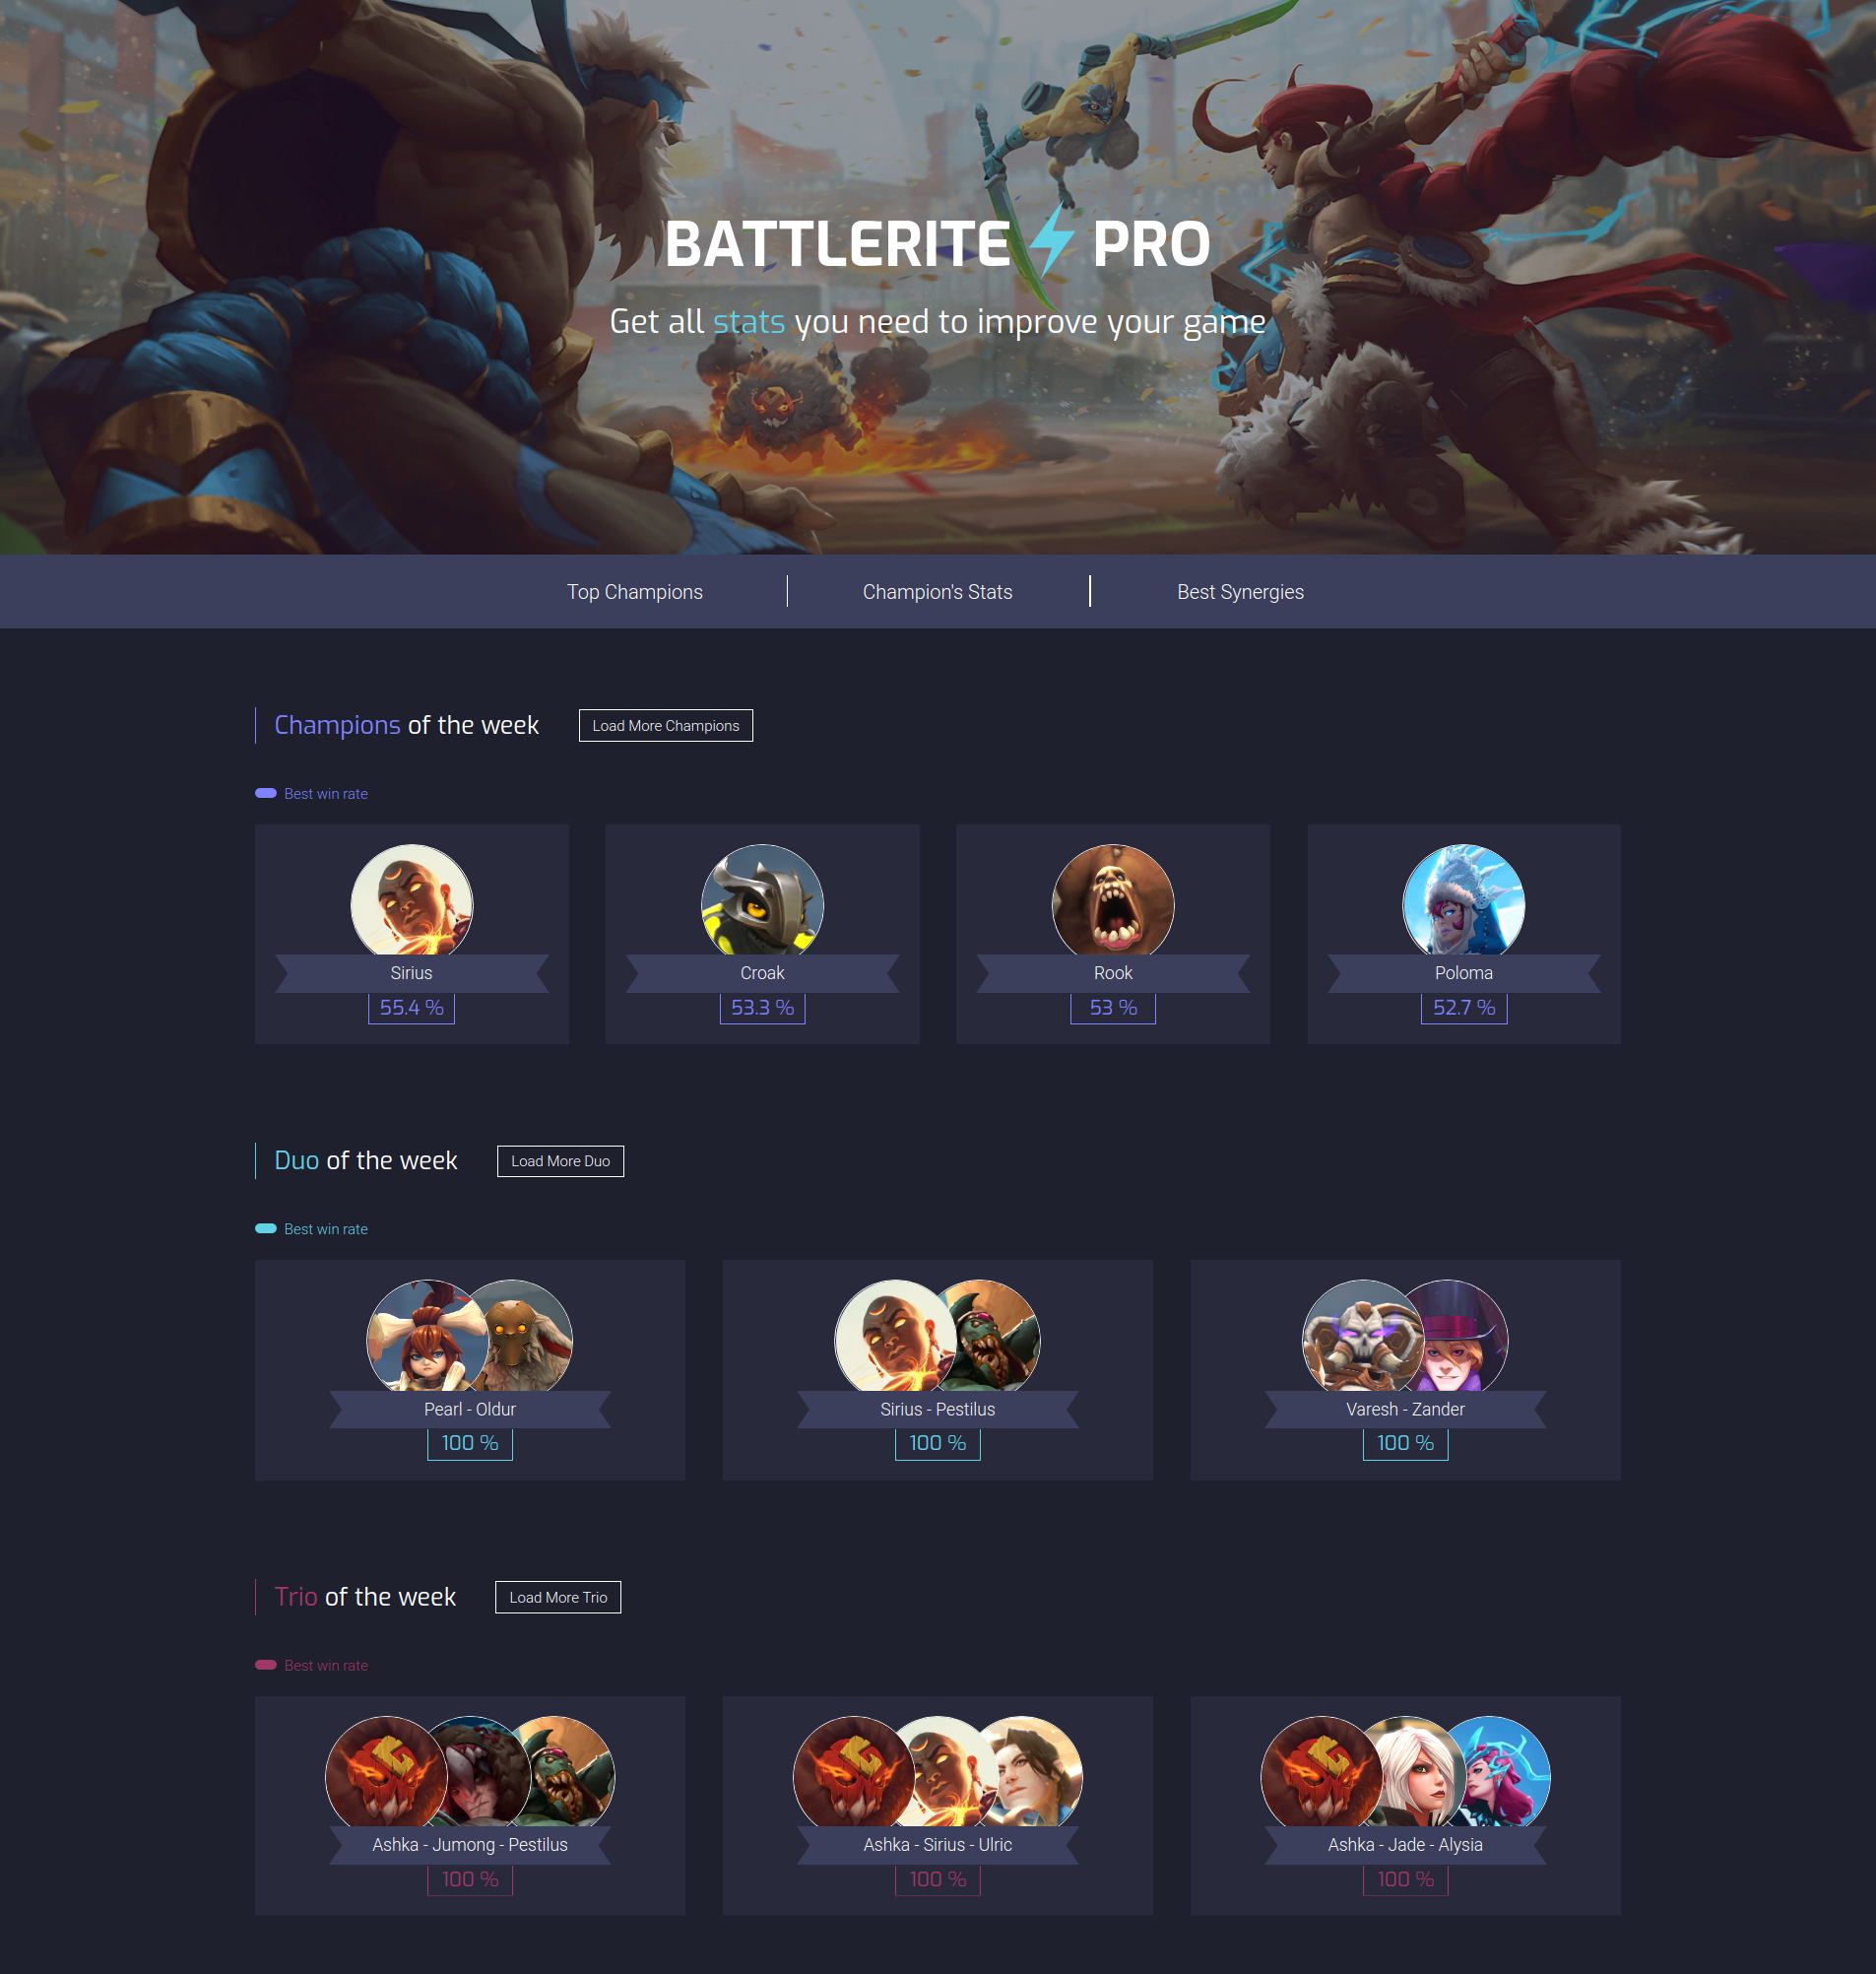 BATTLERITE PRO
Get all stats you need to improve your game
Top Champions
Champion's Stats
Best Synergies
Champions of the week
Load More Champions
Best win rate
Sirius
Croak
Rook
Poloma
55.4 %
53.3 %
53 %
52.7 %
Duo of the week
Load More Duo
Best win rate
Pearl - Oldur
Sirius - Pestilus
Varesh - Zander
100 %
100 %
100 %
Trio of the week
Load More Trio
Best win rate
Ashka - Jumong - Pestilus
Ashka - Sirius - Ulric
Ashka - Jade - Alysia
100 %
100 %
100 %